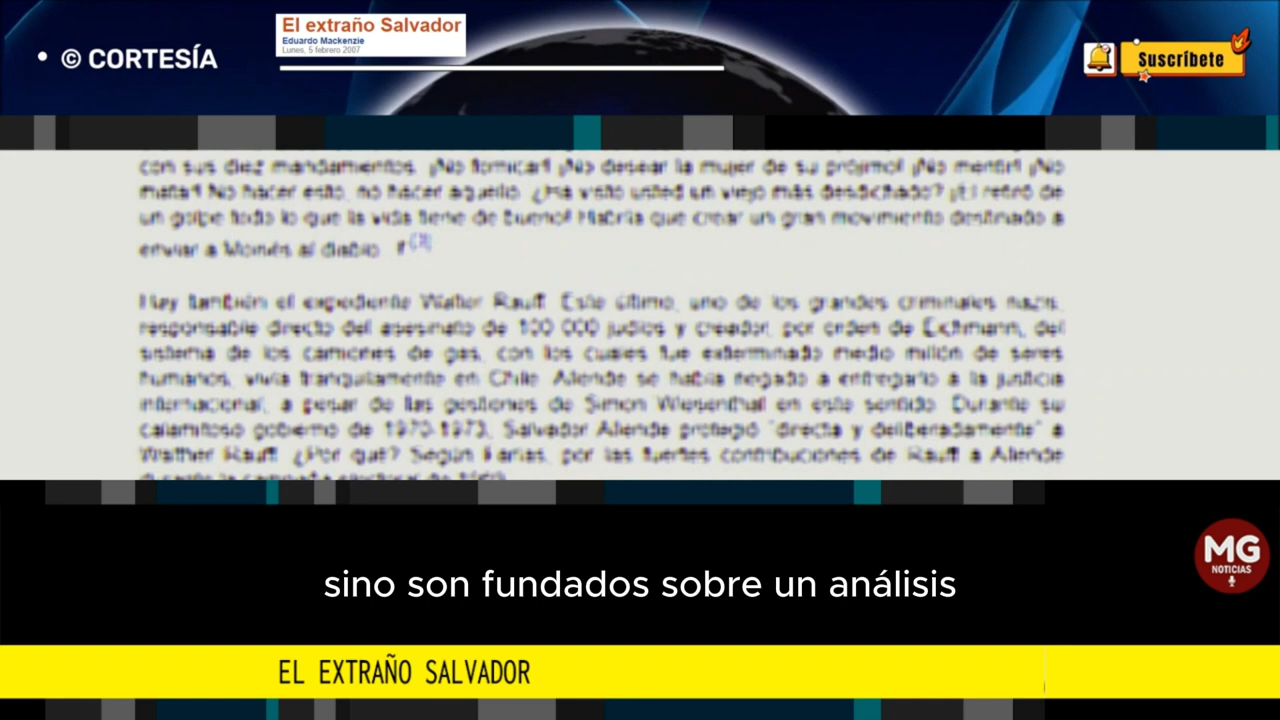 El extraño Salvador
Eduardo Mackenzie
Lunes, 5 febrero 2007
• © CORTESÍA
Suscríbete
con sus diez mandamientos. ¡No fornicar! ¡No desear la mujer de su prójimo! ¡No mentir! ¡No
matar! No hacer esto, no hacer aquello. ¿Ha visto usted un viejo más desdichado? ¡El retiró de
un golpe todo lo que la vida tiene de bueno! Habría que crear un gran movimiento destinado a
enviar a Moisés al diablo.
Hay también el expediente Walter Rauff. Este último, uno de los grandes criminales nazis,
responsable directo del asesinato de 100 000 judíos y creador, por orden de Eichmann, del
sistema de los camiones de gas, con los cuales fue exterminado medio millón de seres
humanos, vivía tranquilamente en Chile. Allende se había negado a entregarlo a la justicia
internacional, a pesar de las gestiones de Simon Wiesenthal en este sentido. Durante su
calamitoso gobierno de 1970-1973, Salvador Allende protegió "directa y deliberadamente" a
Walther Rauff. ¿Por qué? Según Farías, por las fuertes contribuciones de Rauff a Allende
sino son fundados sobre un análisis
MG
NOTICIAS
EL EXTRAÑO SALVADOR